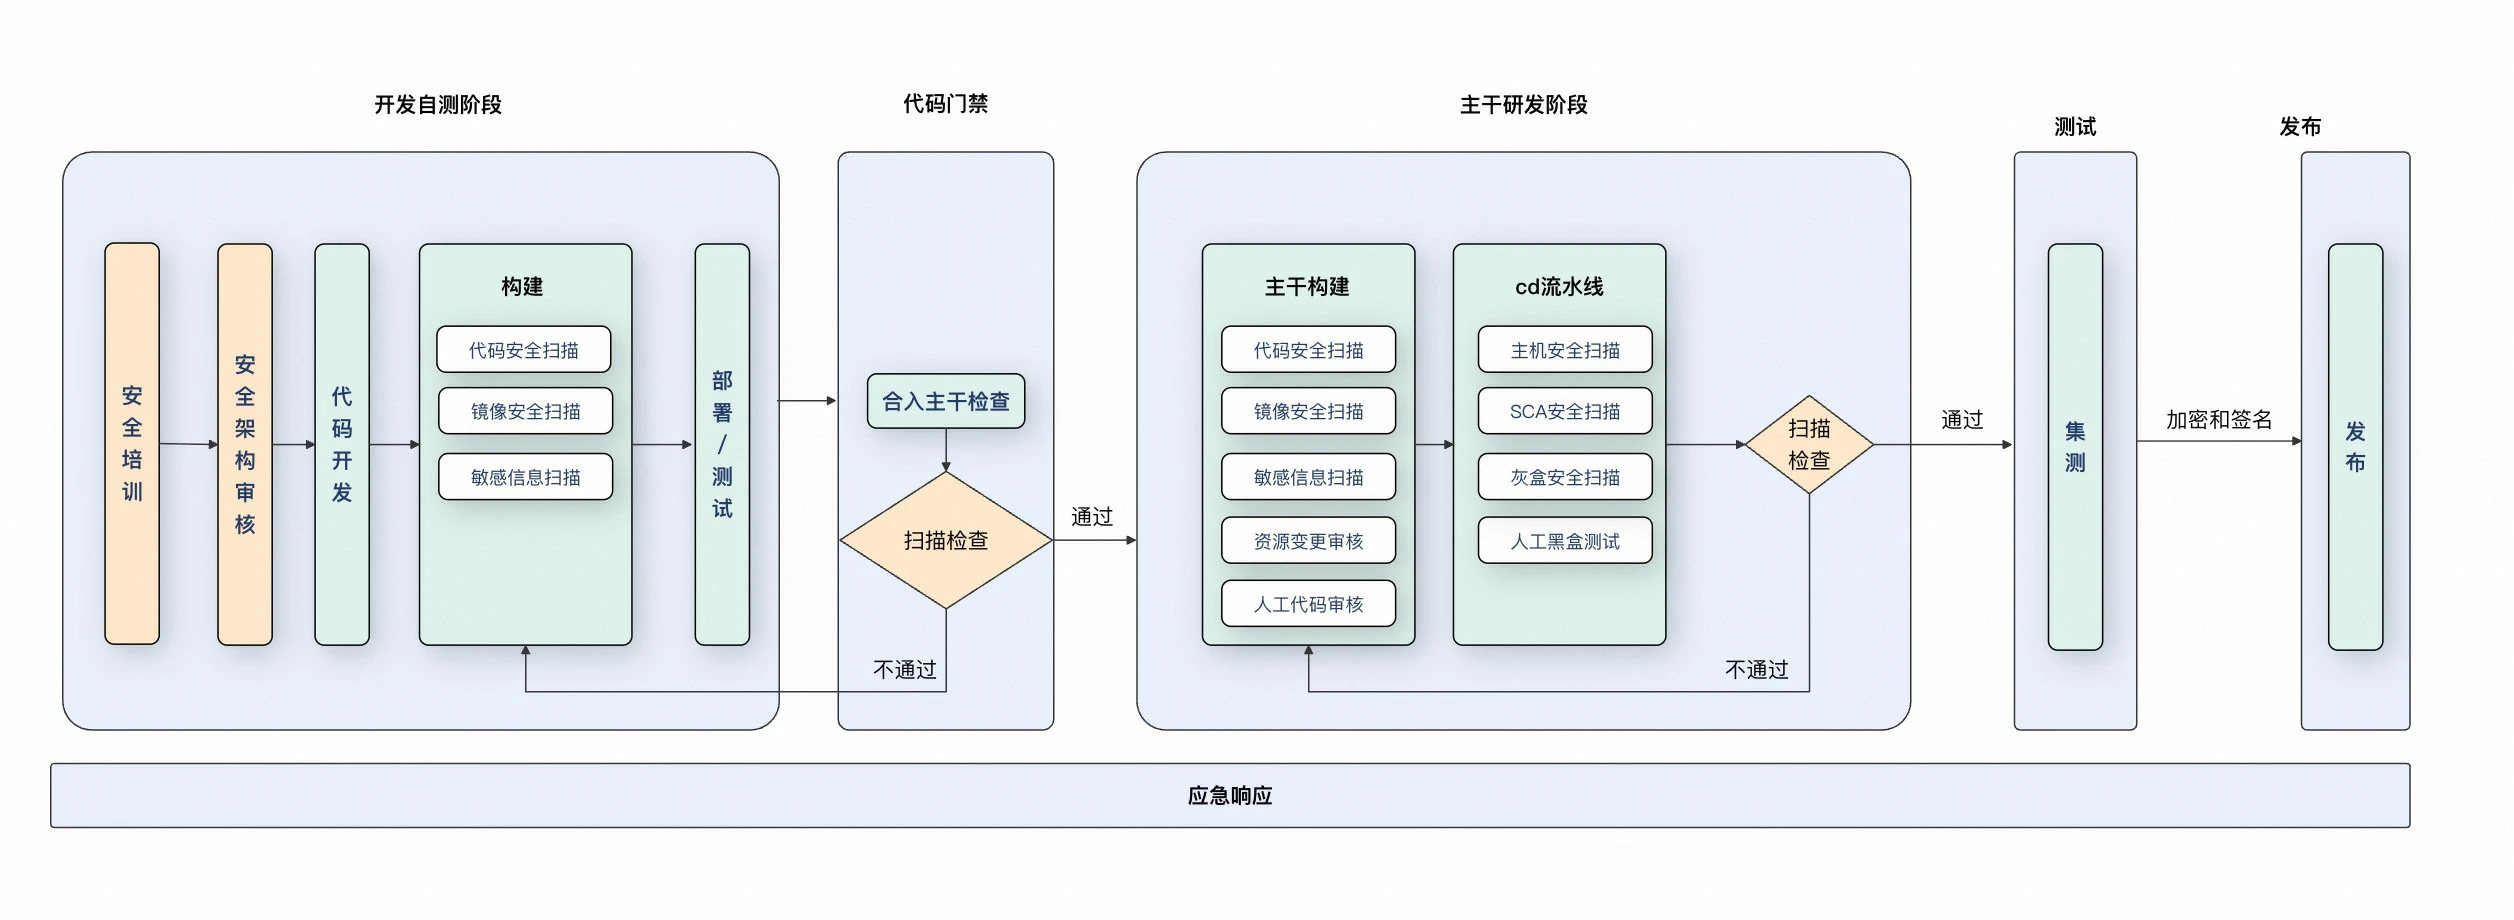 开发自测阶段
代码门禁
主干研发阶段
测试
发布
安全培训
安全架构审核
代码开发
构建
代码安全扫描
镜像安全扫描
敏感信息扫描
部署/测试
合入主干检查
扫描检查
不通过
通过
主干构建
代码安全扫描
镜像安全扫描
敏感信息扫描
资源变更审核
人工代码审核
cd流水线
主机安全扫描
SCA安全扫描
灰盒安全扫描
人工黑盒测试
扫描
检查
不通过
通过
集测
加密和签名
发布
应急响应